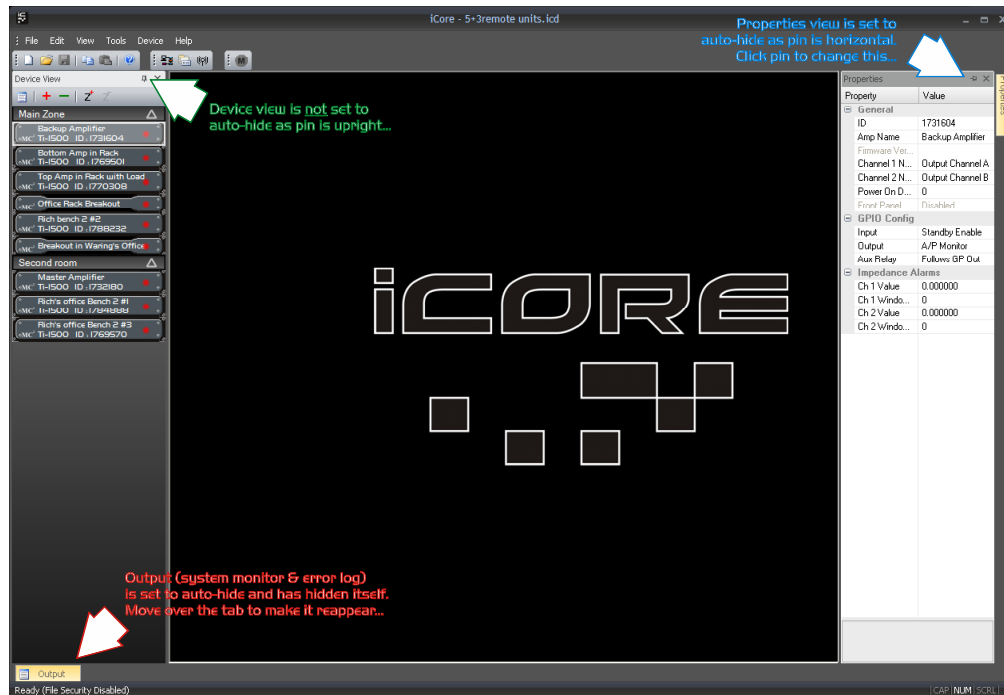 iCore - 5+3remote units.icd
File Edit View Tools Device Help
Properties view is set to
auto-hide as pin is horizontal.
Click pin to change this...
Device View
Device view is not set to
auto-hide as pin is upright...
Main Zone
Backup Amplifier
Ti-1500 ID : 1731604
Bottom Amp in Rack
Ti-1500 ID : 1769501
Top Amp in Rack with Load
Ti-1500 ID : 1770308
Office Rack Breakout
Rich bench 2 #2
Ti-1500 ID : 1788232
Breakout in Waring's Office
Second room
Master Amplifier
Ti-1500 ID : 1732180
Rich's office Bench 2 #1
Ti-1500 ID : 1784888
Rich's office Bench 2 #3
Ti-1500 ID : 1769570
iCORE
Properties
Properties
Property Value
General
ID 1731604
Amp Name Backup Amplifier
Firmware Ver...
Channel 1 N... Output Channel A
Channel 2 N... Output Channel B
Power On D... 0
Front Panel Disabled
GPIO Config
Input Standby Enable
Output A/P Monitor
Aux Relay Follows GP Out
Impedance Alarms
Ch 1 Value 0.000000
Ch 1 Windo... 0
Ch 2 Value 0.000000
Ch 2 Windo... 0
Output (system monitor & error log)
is set to auto-hide and has hidden itself.
Move over the tab to make it reappear...
Output
Ready (File Security Disabled)
CAP NUM SCRL